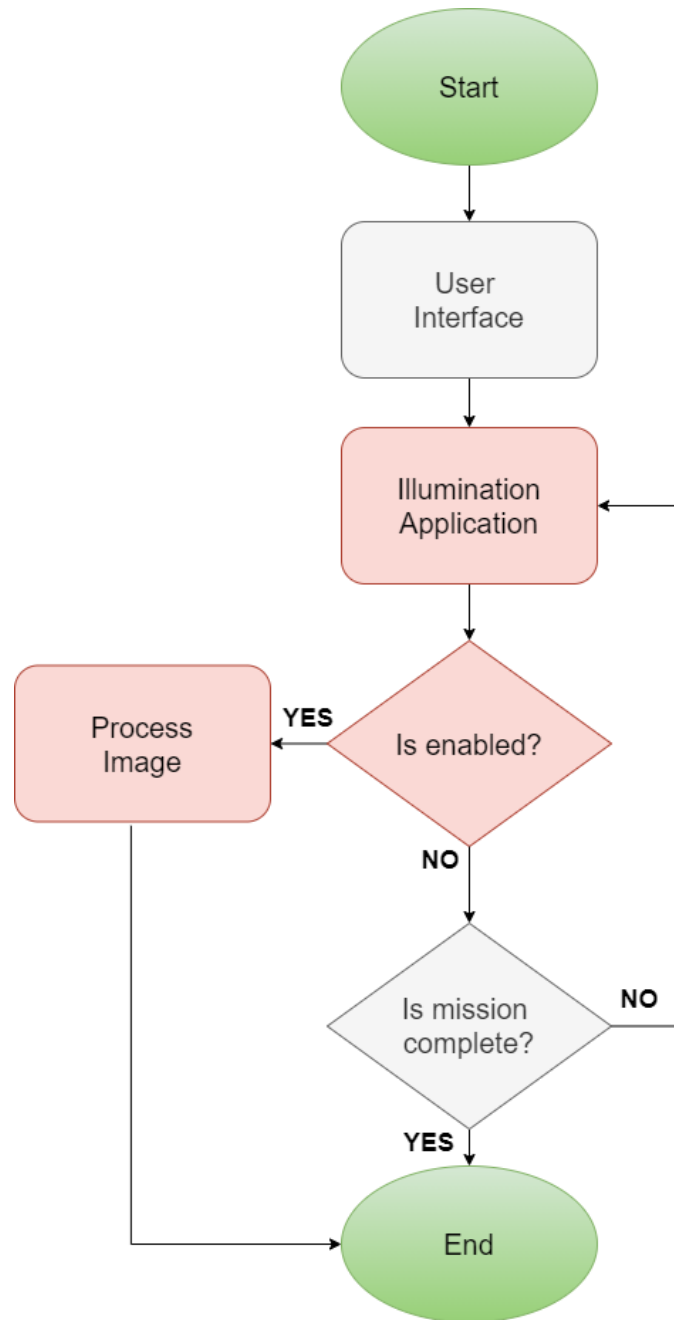 Start
User
Interface
Illumination
Application
YES
Process
Image
Is enabled?
NO
Is mission
complete?
NO
YES
End